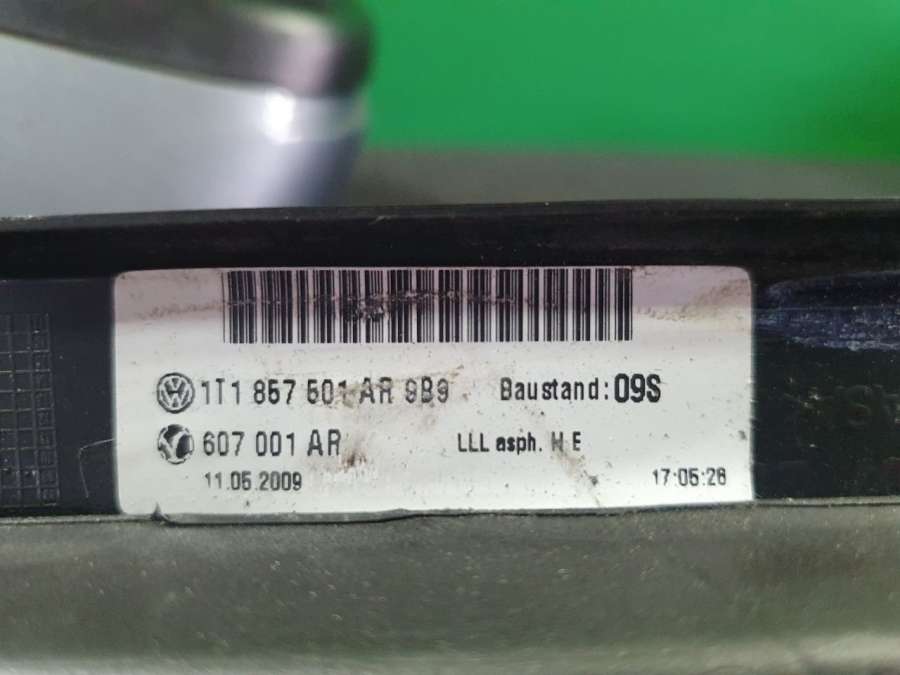 1T1 857 501 AR 9B9 Baustand: 09S
607 001 AR LLL asph. H E
11.05.2009 17:05:28